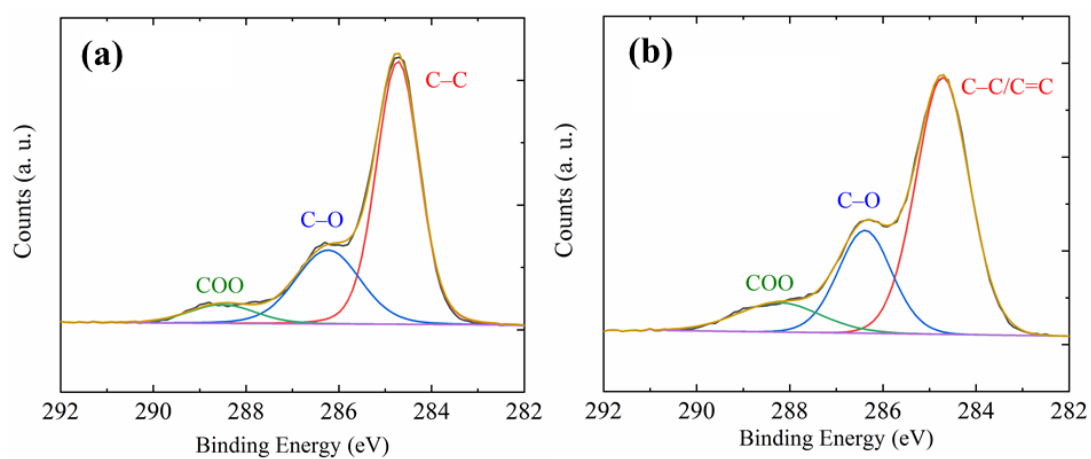 (a)
C–C
C–O
COO
Counts (a. u.)
292 290 288 286 284 282
Binding Energy (eV)
(b)
C–C/C=C
C–O
COO
Counts (a. u.)
292 290 288 286 284 282
Binding Energy (eV)